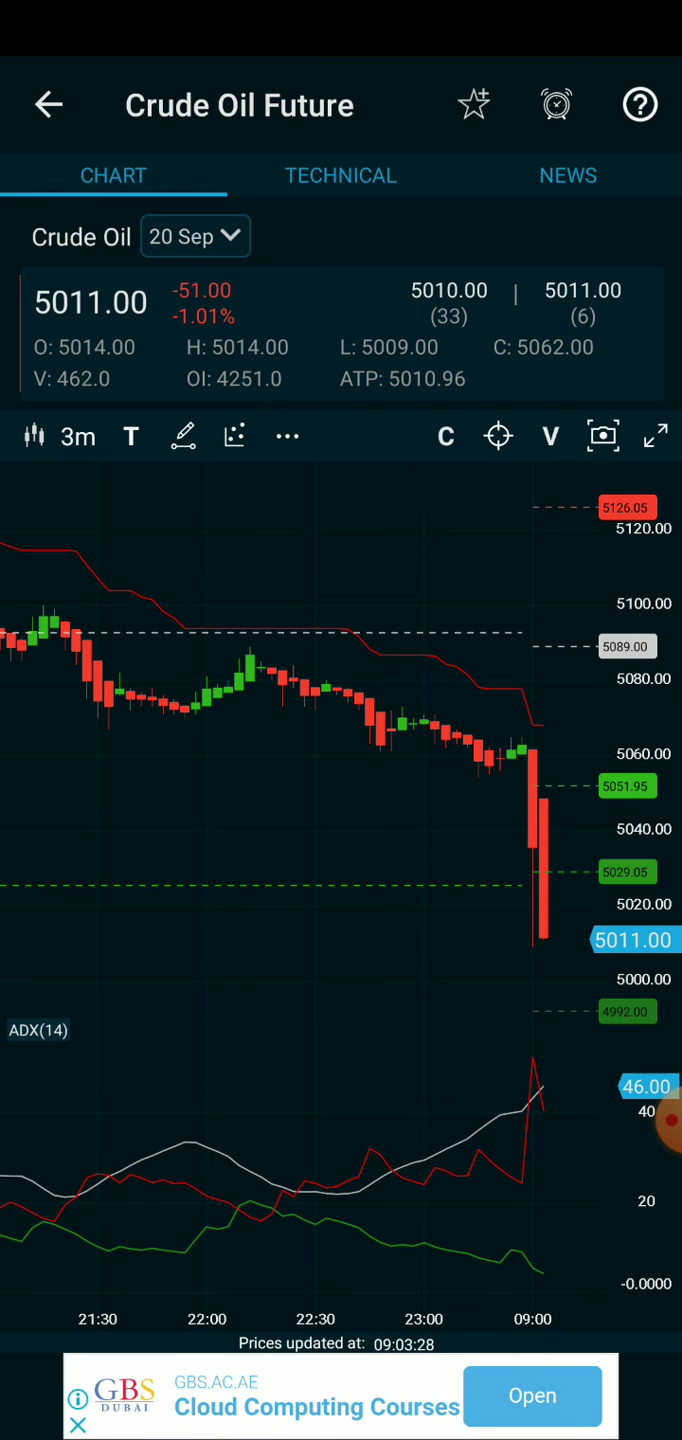 Crude Oil Future
CHART TECHNICAL NEWS
Crude Oil 20 Sep
5011.00 -51.00 5010.00 | 5011.00
-1.01% (33) (6)
O: 5014.00 H: 5014.00 L: 5009.00 C: 5062.00
V: 462.0 OI: 4251.0 ATP: 5010.96
3m T C V
5126.05
5120.00
5100.00
5089.00
5080.00
5060.00
5051.95
5040.00
5029.05
5020.00
5011.00
5000.00
4992.00
ADX(14)
46.00
40
20
-0.0000
21:30 22:00 22:30 23:00 09:00
Prices updated at: 09:03:28
GBS DUBAI
GBS.AC.AE
Cloud Computing Courses
Open